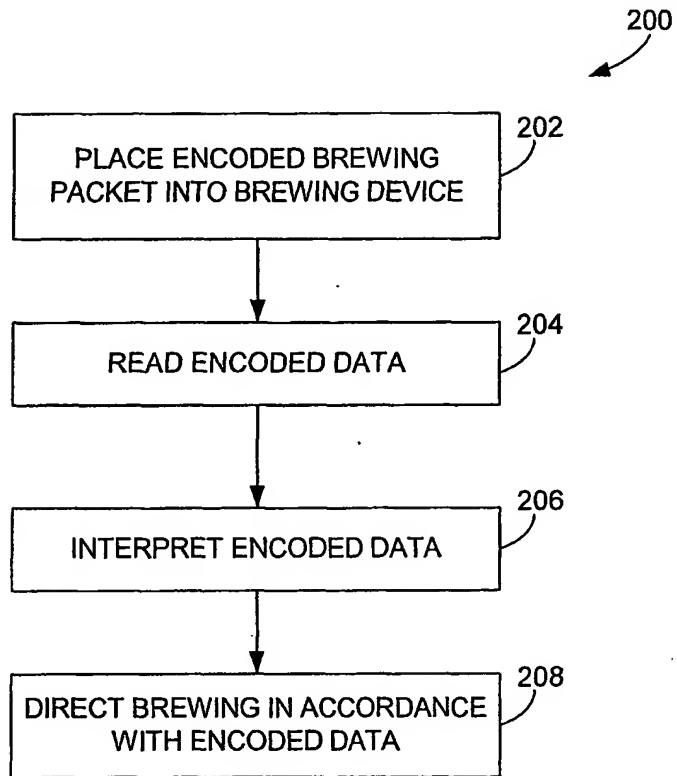 200
202
PLACE ENCODED BREWING
PACKET INTO BREWING DEVICE
204
READ ENCODED DATA
206
INTERPRET ENCODED DATA
208
DIRECT BREWING IN ACCORDANCE
WITH ENCODED DATA